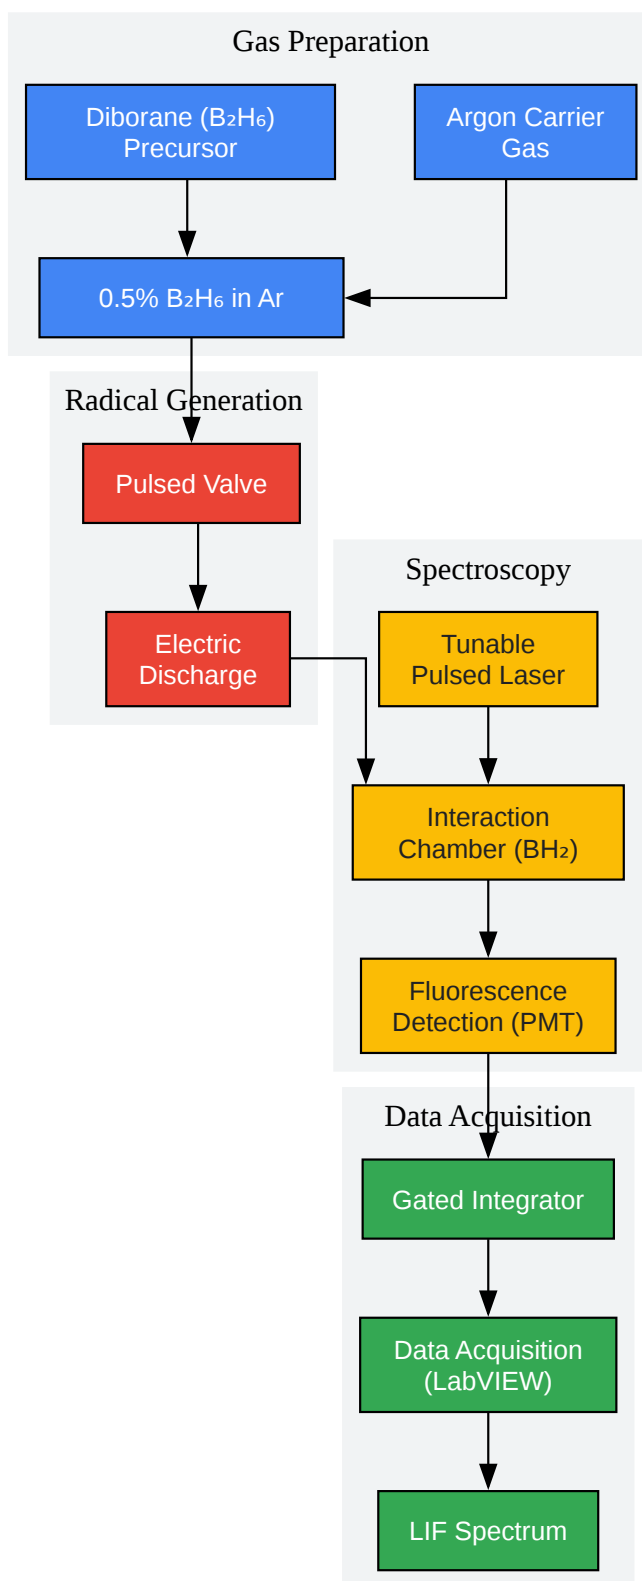 Gas Preparation
Diborane (B₂H₆)
Precursor
Argon Carrier
Gas
0.5% B₂H₆ in Ar
Radical Generation
Pulsed Valve
Electric
Discharge
Spectroscopy
Tunable
Pulsed Laser
Interaction
Chamber (BH₂)
Fluorescence
Detection (PMT)
Data Acquisition
Gated Integrator
Data Acquisition
(LabVIEW)
LIF Spectrum